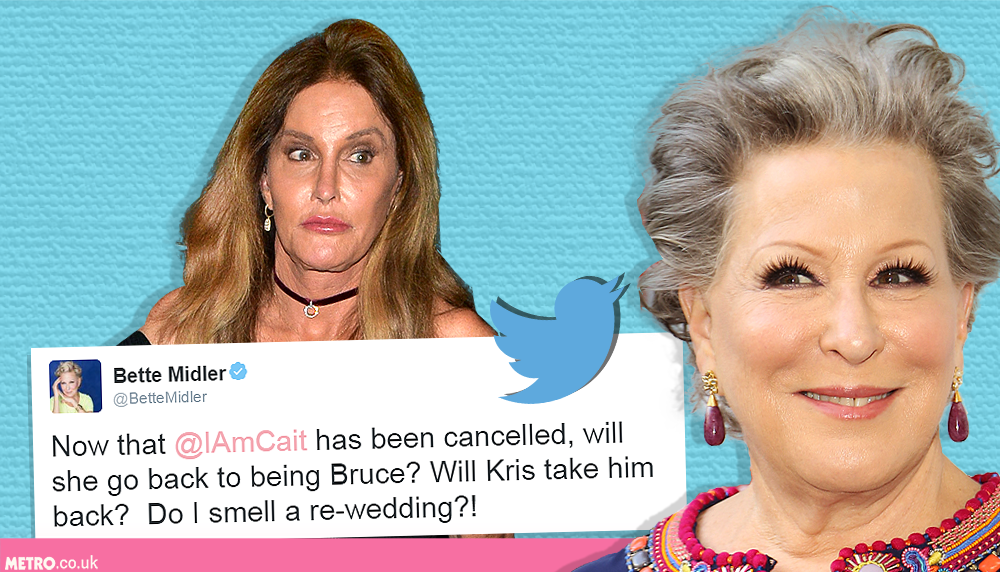 Bette Midler
@BetteMidler
Now that @IAmCait has been cancelled, will
she go back to being Bruce? Will Kris take him
back? Do I smell a re-wedding?!
METRO.co.uk